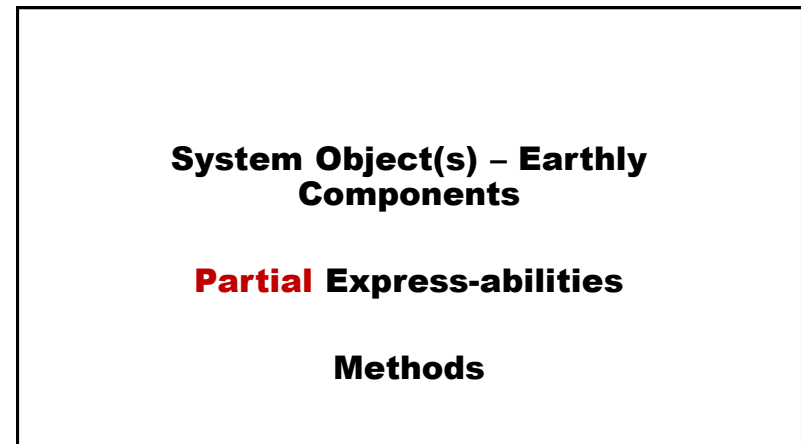 System Object(s) – Earthly
Components
Partial Express-abilities
Methods